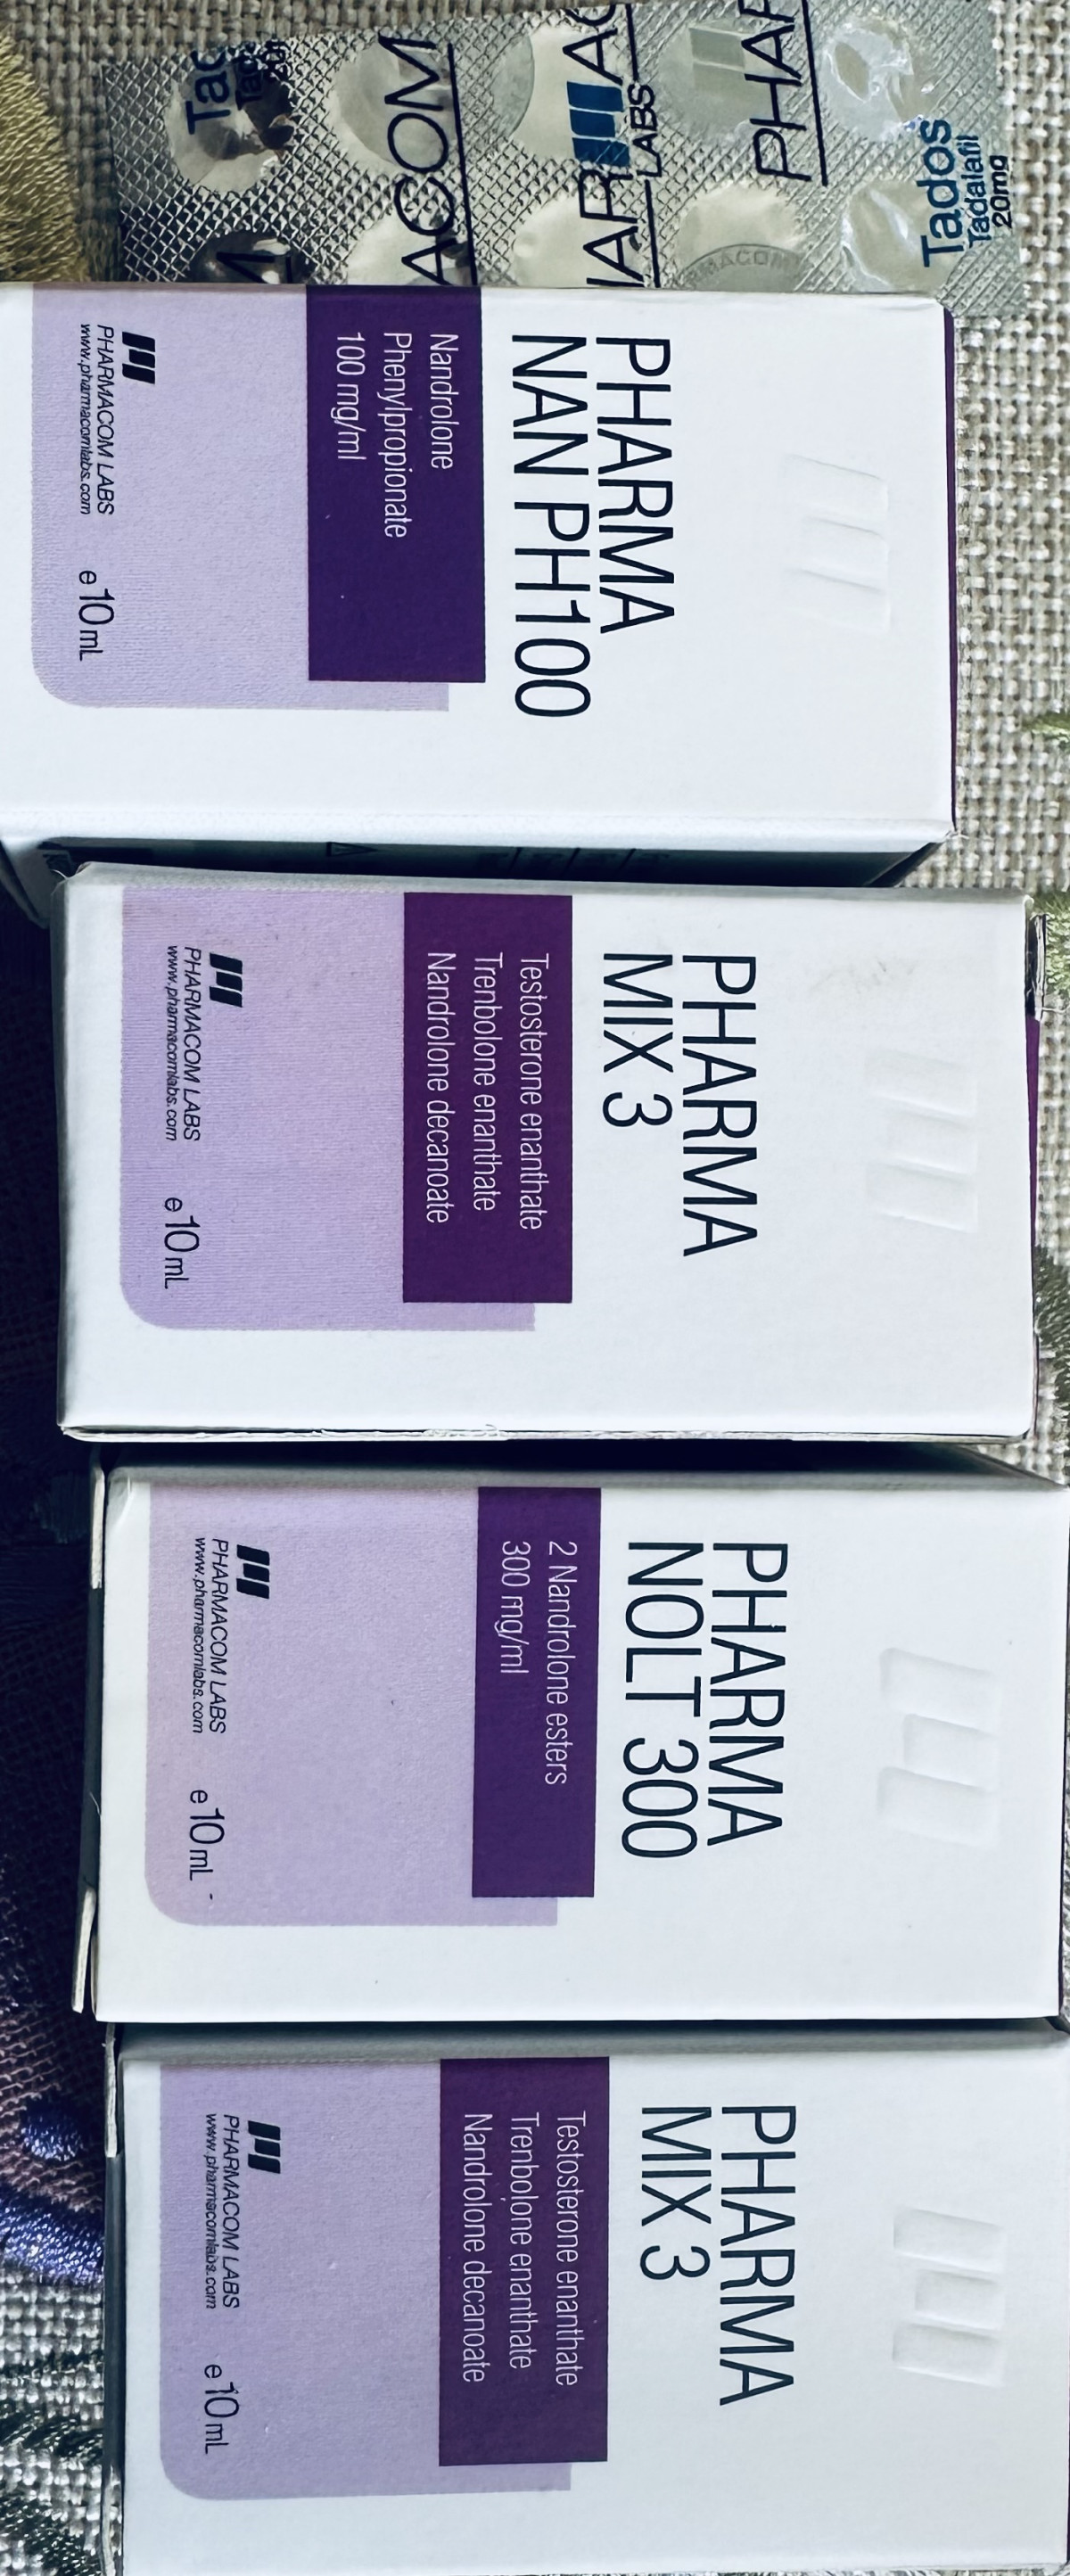 Tados
Tadalafil
20mg
PHA
LABS
ACOM
Tad
PHARMACOM
PHARMA
NAN PH100
Nandrolone
Phenylpropionate
100 mg/ml
PHARMACOM LABS
www.pharmacomlabs.com
e 10 mL
PHARMA
MIX 3
Testosterone enanthate
Trenbolone enanthate
Nandrolone decanoate
PHARMACOM LABS
www.pharmacomlabs.com
e 10 mL
PHARMA
NOLT 300
2 Nandrolone esters
300 mg/ml
PHARMACOM LABS
www.pharmacomlabs.com
e 10 mL
PHARMA
MIX 3
Testosterone enanthate
Trenbolone enanthate
Nandrolone decanoate
PHARMACOM LABS
www.pharmacomlabs.com
e 10 mL